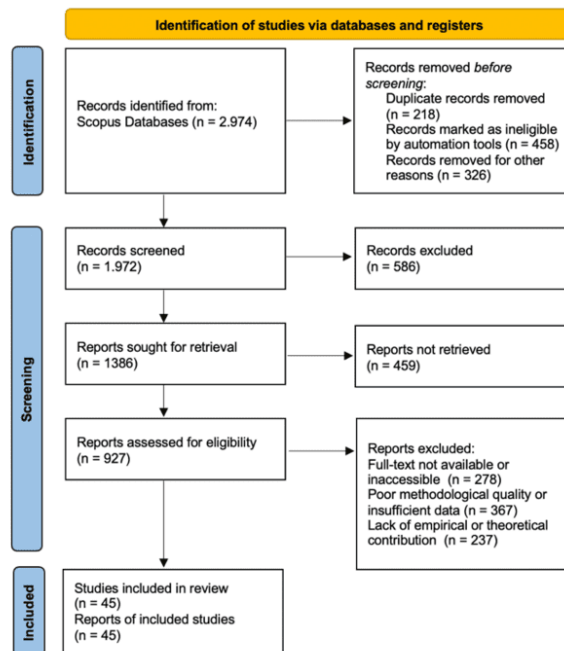 Identification of studies via databases and registers
Identification
Records identified from:
Scopus Databases (n = 2.974)
Records removed before
screening:
Duplicate records removed
(n = 218)
Records marked as ineligible
by automation tools (n = 458)
Records removed for other
reasons (n = 326)
Screening
Records screened
(n = 1.972)
Records excluded
(n = 586)
Reports sought for retrieval
(n = 1386)
Reports not retrieved
(n = 459)
Reports assessed for eligibility
(n = 927)
Reports excluded:
Full-text not available or
inaccessible (n = 278)
Poor methodological quality or
insufficient data (n = 367)
Lack of empirical or theoretical
contribution (n = 237)
Included
Studies included in review
(n = 45)
Reports of included studies
(n = 45)